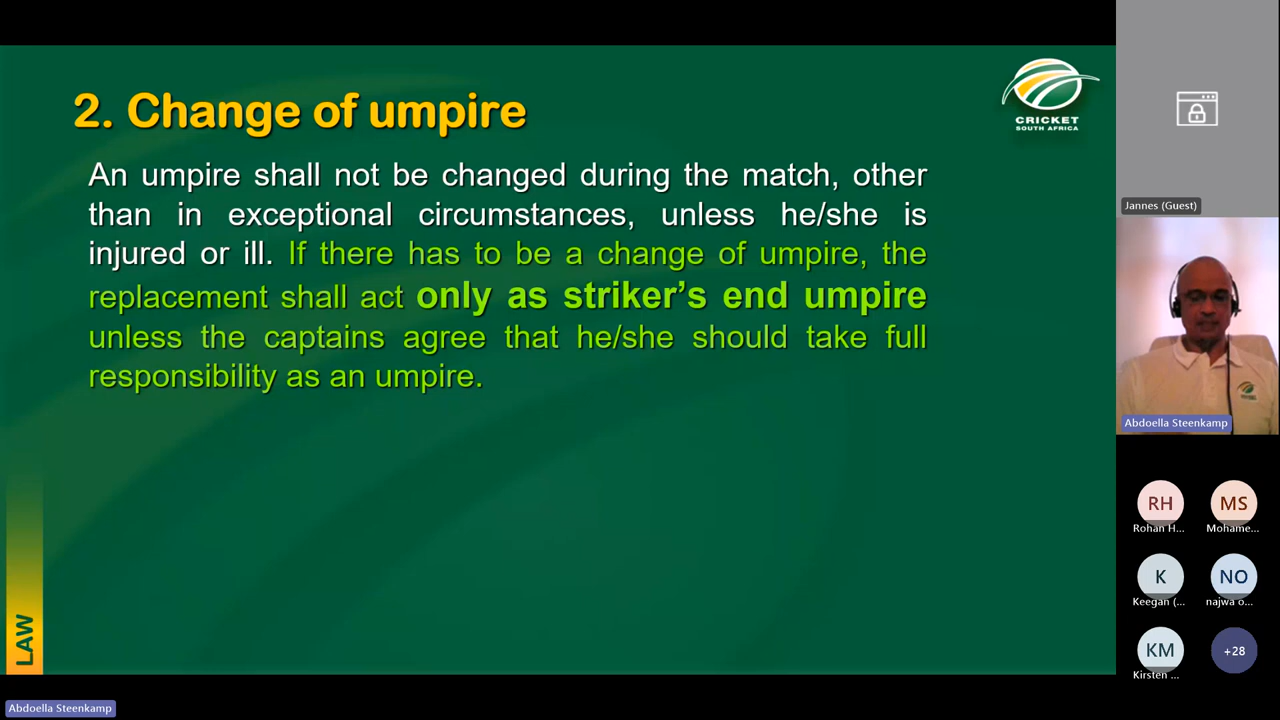 2. Change of umpire
CRICKET
SOUTH AFRICA
An umpire shall not be changed during the match, other
than in exceptional circumstances, unless he/she is
injured or ill. If there has to be a change of umpire, the
replacement shall act only as striker's end umpire
unless the captains agree that he/she should take full
responsibility as an umpire.
LAW
Abdoella Steenkamp
Jannes (Guest)
Abdoella Steenkamp
RH
Rohan H...
MS
Mohame...
K
Keegan (...
NO
najwa o...
KM
Kirsten ...
+28